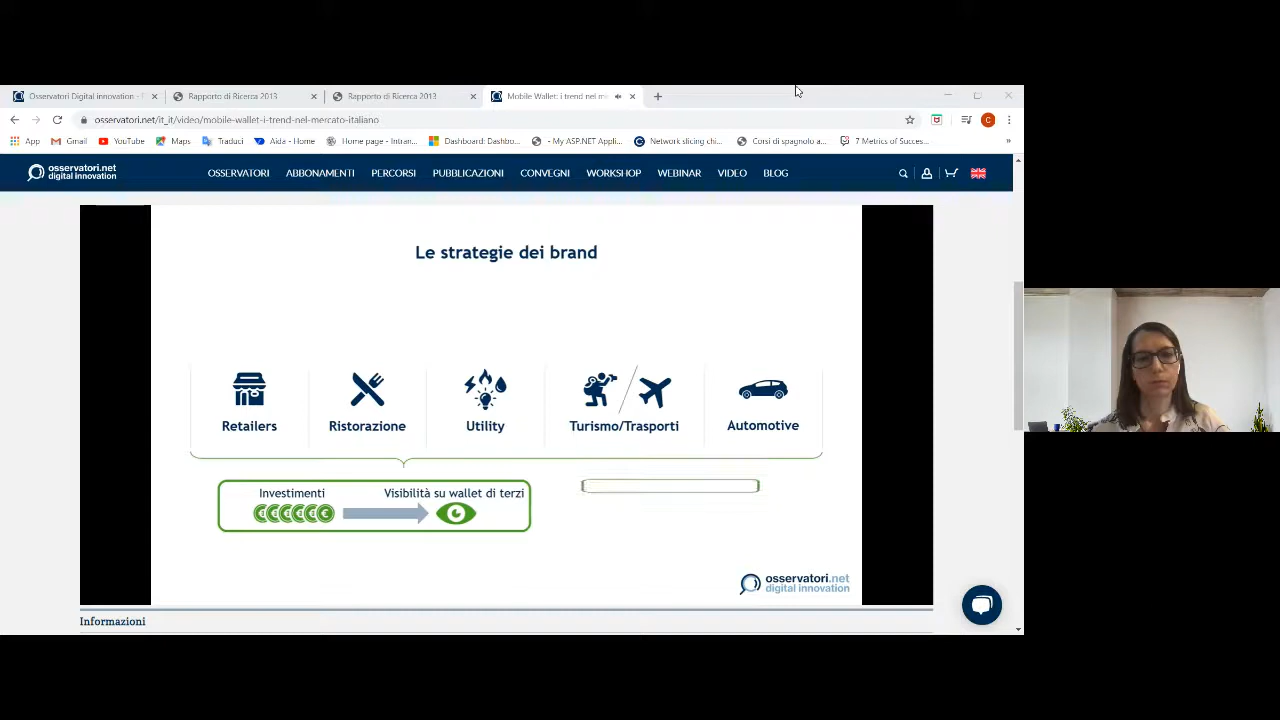 Osservatori Digital innovation -
Rapporto di Ricerca 2013
Rapporto di Ricerca 2013
Mobile Wallet: i trend nel m
osservatori.net/it_it/video/mobile-wallet-i-trend-nel-mercato-italiano
C
App
Gmail
YouTube
Maps
Traduci
Aida - Home
Home page - Intran...
Dashboard: Dashbo...
- My ASP.NET Appli...
Network slicing chi...
Corsi di spagnolo a...
7 Metrics of Succes...
»
osservatori.net
digital innovation
OSSERVATORI
ABBONAMENTI
PERCORSI
PUBBLICAZIONI
CONVEGNI
WORKSHOP
WEBINAR
VIDEO
BLOG
Le strategie dei brand
Retailers
Ristorazione
Utility
Turismo/Trasporti
Automotive
Investimenti
Visibilità su wallet di terzi
osservatori.net
digital innovation
Informazioni